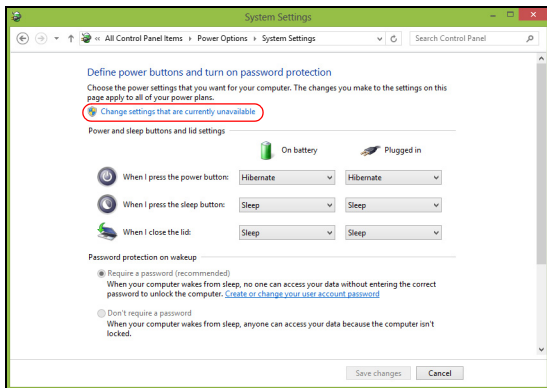 System Settings
« All Control Panel Items ▸ Power Options ▸ System Settings
Search Control Panel
Define power buttons and turn on password protection
Choose the power settings that you want for your computer. The changes you make to the settings on this
page apply to all of your power plans.
Change settings that are currently unavailable
Power and sleep buttons and lid settings
On battery Plugged in
When I press the power button: Hibernate Hibernate
When I press the sleep button: Sleep Sleep
When I close the lid: Sleep Sleep
Password protection on wakeup
Require a password (recommended)
When your computer wakes from sleep, no one can access your data without entering the correct
password to unlock the computer. Create or change your user account password
Don't require a password
When your computer wakes from sleep, anyone can access your data because the computer isn't
locked.
Save changes Cancel